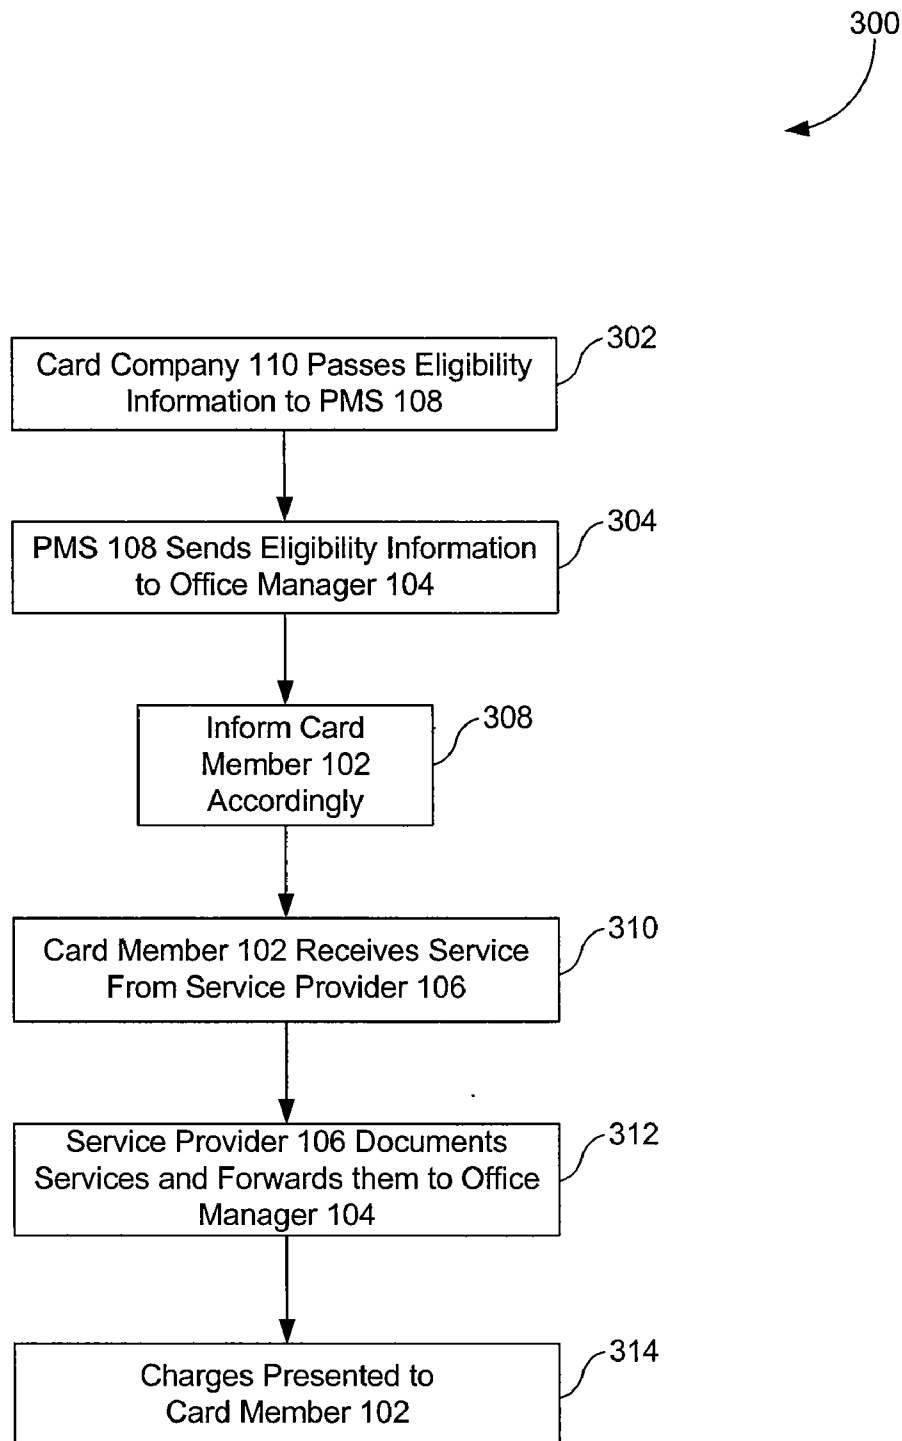 300
302
Card Company 110 Passes Eligibility
Information to PMS 108
304
PMS 108 Sends Eligibility Information
to Office Manager 104
308
Inform Card
Member 102
Accordingly
310
Card Member 102 Receives Service
From Service Provider 106
312
Service Provider 106 Documents
Services and Forwards them to Office
Manager 104
314
Charges Presented to
Card Member 102